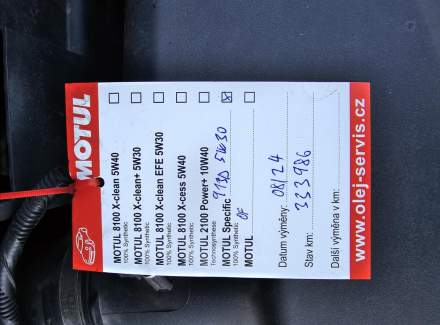 MOTUL
MOTUL 8100 X-clean 5W40
100% Synthetic
MOTUL 8100 X-clean+ 5W30
100% Synthetic
MOTUL 8100 X-clean EFE 5W30
100% Synthetic
MOTUL 8100 X-cess 5W40
100% Synthetic
MOTUL 2100 Power+ 10W40
Technosynthese
MOTUL Specific 913D 5W30
100% Synthetic
MOTUL OF
Datum výměny: 08/24
Stav km: 333986
Další výměna v km:
www.olej-servis.cz